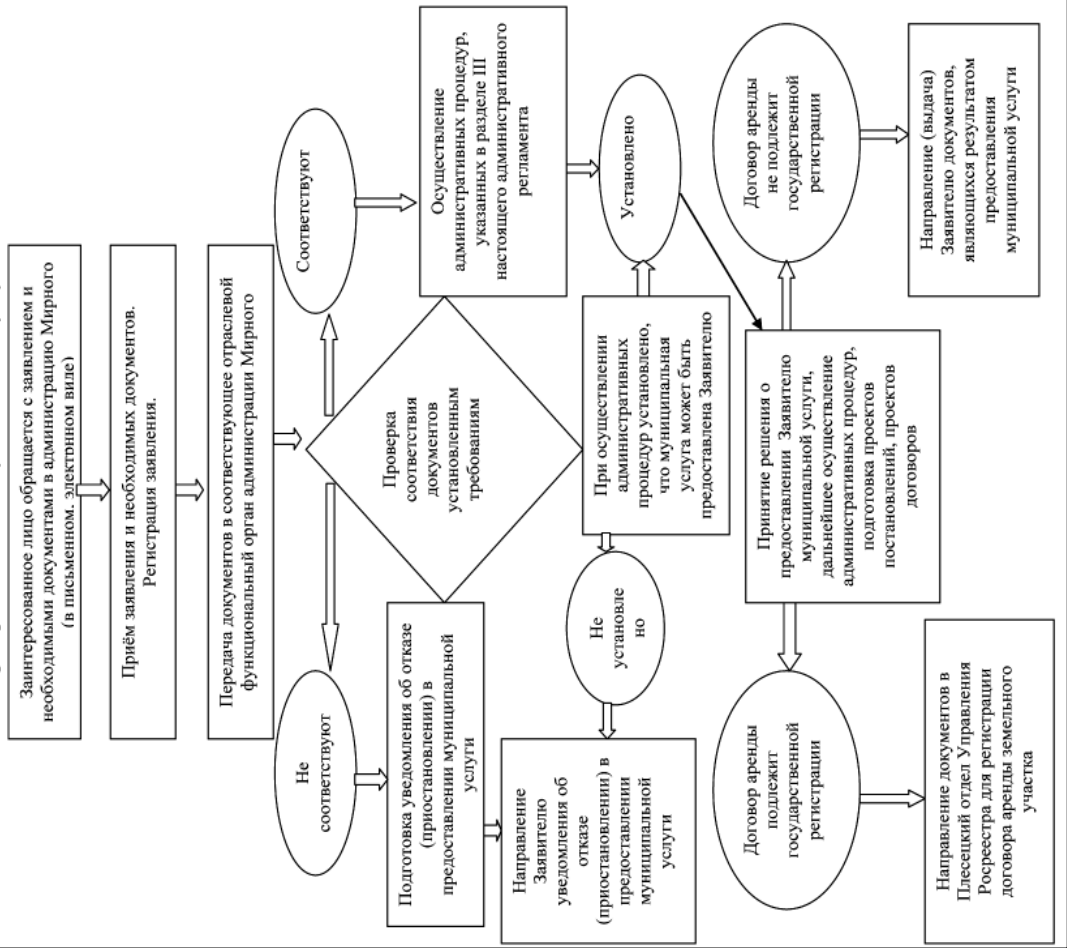 Заинтересованное лицо обращается с заявлением и
необходимыми документами в администрацию Мирного
(в письменном, электронном виде)
Приём заявления и необходимых документов.
Регистрация заявления.
Передача документов в соответствующее отраслевой
функциональный орган администрации Мирного
Не
соответствуют
Проверка
соответствия
документов
установленным
требованиям
Соответствуют
Подготовка уведомления об отказе
(приостановлении) в
предоставлении муниципальной
услуги
Осуществление
административных процедур,
указанных в разделе III
настоящего административного
регламента
Направление
Заявителю
уведомления об
отказе
(приостановлении) в
предоставлении
муниципальной
услуги
Не
установле
но
При осуществлении
административных
процедур установлено,
что муниципальная
услуга может быть
предоставлена Заявителю
Установлено
Договор аренды
подлежит
государственной
регистрации
Принятие решения о
предоставлении Заявителю
муниципальной услуги,
дальнейшее осуществление
административных процедур,
подготовка проектов
постановлений, проектов
договоров
Договор аренды
не подлежит
государственной
регистрации
Направление документов в
Плесецкий отдел Управления
Росреестра для регистрации
договора аренды земельного
участка
Направление (выдача)
Заявителю документов,
являющихся результатом
предоставления
муниципальной услуги